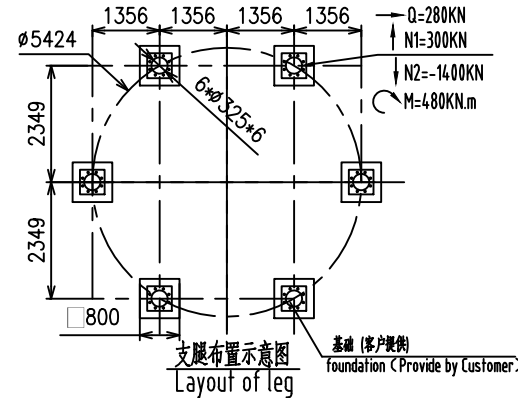 1356 1356 1356 1356
Q=280KN
N1=300KN
N2=-1400KN
M=480KN.m
ø5424
6*ø325*6
2349
2349
□800
支腿布置示意图
Layout of leg
基础 (客户提供)
foundation (Provide by Customer)